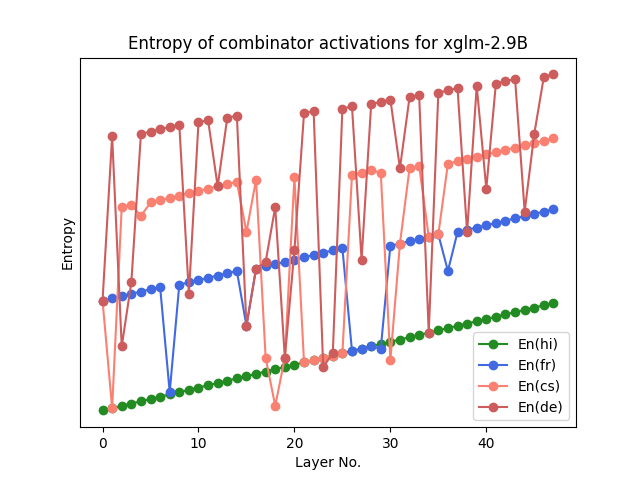 Entropy of combinator activations for xglm-2.9B
Entropy
En(hi)
En(fr)
En(cs)
En(de)
0 10 20 30 40
Layer No.